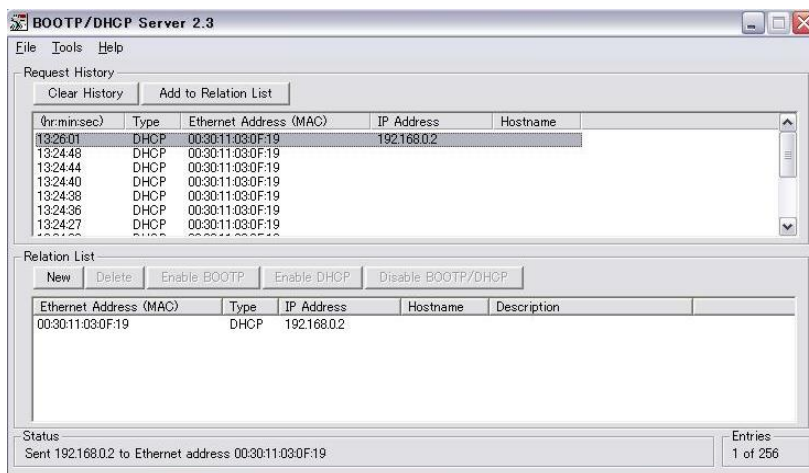 BOOTP/DHCP Server 2.3
File Tools Help
Request History
Clear History Add to Relation List
(hr:min:sec) Type Ethernet Address (MAC) IP Address Hostname
13:26:01 DHCP 00:30:11:03:0F:19 192.168.0.2
13:24:48 DHCP 00:30:11:03:0F:19
13:24:44 DHCP 00:30:11:03:0F:19
13:24:40 DHCP 00:30:11:03:0F:19
13:24:38 DHCP 00:30:11:03:0F:19
13:24:36 DHCP 00:30:11:03:0F:19
13:24:27 DHCP 00:30:11:03:0F:19
Relation List
New Delete Enable BOOTP Enable DHCP Disable BOOTP/DHCP
Ethernet Address (MAC) Type IP Address Hostname Description
00:30:11:03:0F:19 DHCP 192.168.0.2
Status
Sent 192.168.0.2 to Ethernet address 00:30:11:03:0F:19
Entries
1 of 256